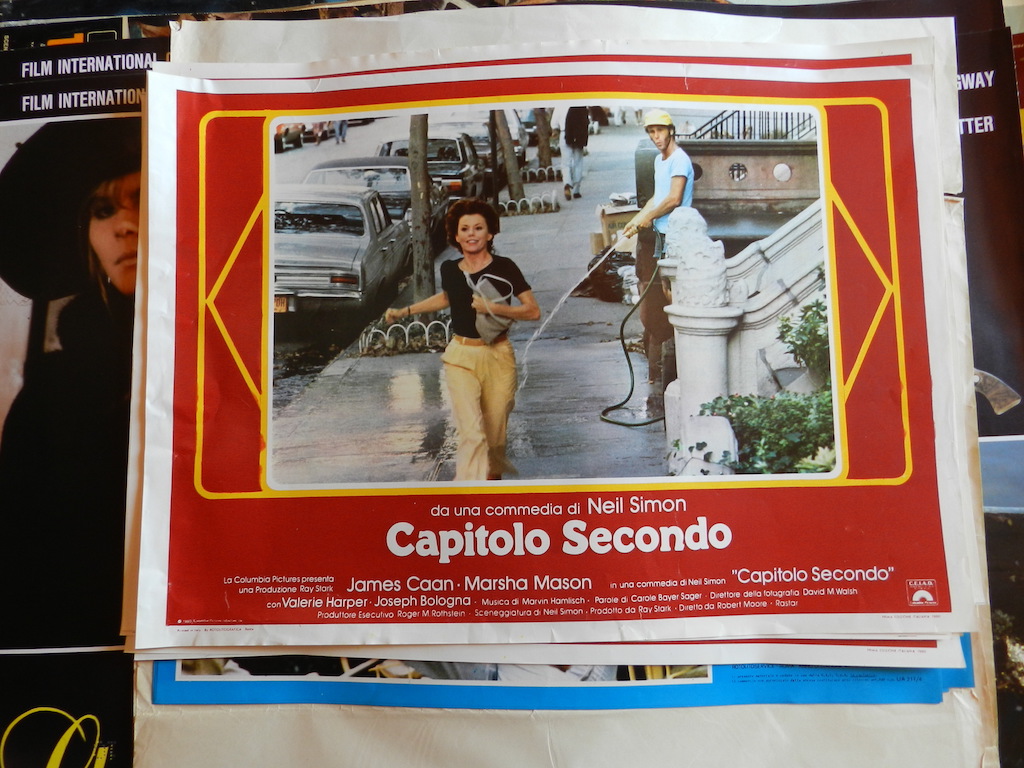 FILM INTERNATIONAL
FILM INTERNATION
GWAY
TTER
da una commedia di Neil Simon
Capitolo Secondo
La Columbia Pictures presenta
una Produzione Ray Stark
James Caan · Marsha Mason
in una commedia di Neil Simon "Capitolo Secondo"
con Valerie Harper · Joseph Bologna · Musica di Marvin Hamlisch · Parole di Carole Bayer Sager · Direttore della fotografia David M Walsh
Produttore Esecutivo Roger M Rothstein · Sceneggiatura di Neil Simon · Prodotto da Ray Stark · Diretto da Robert Moore · Rastar
C.E.I.A.D.